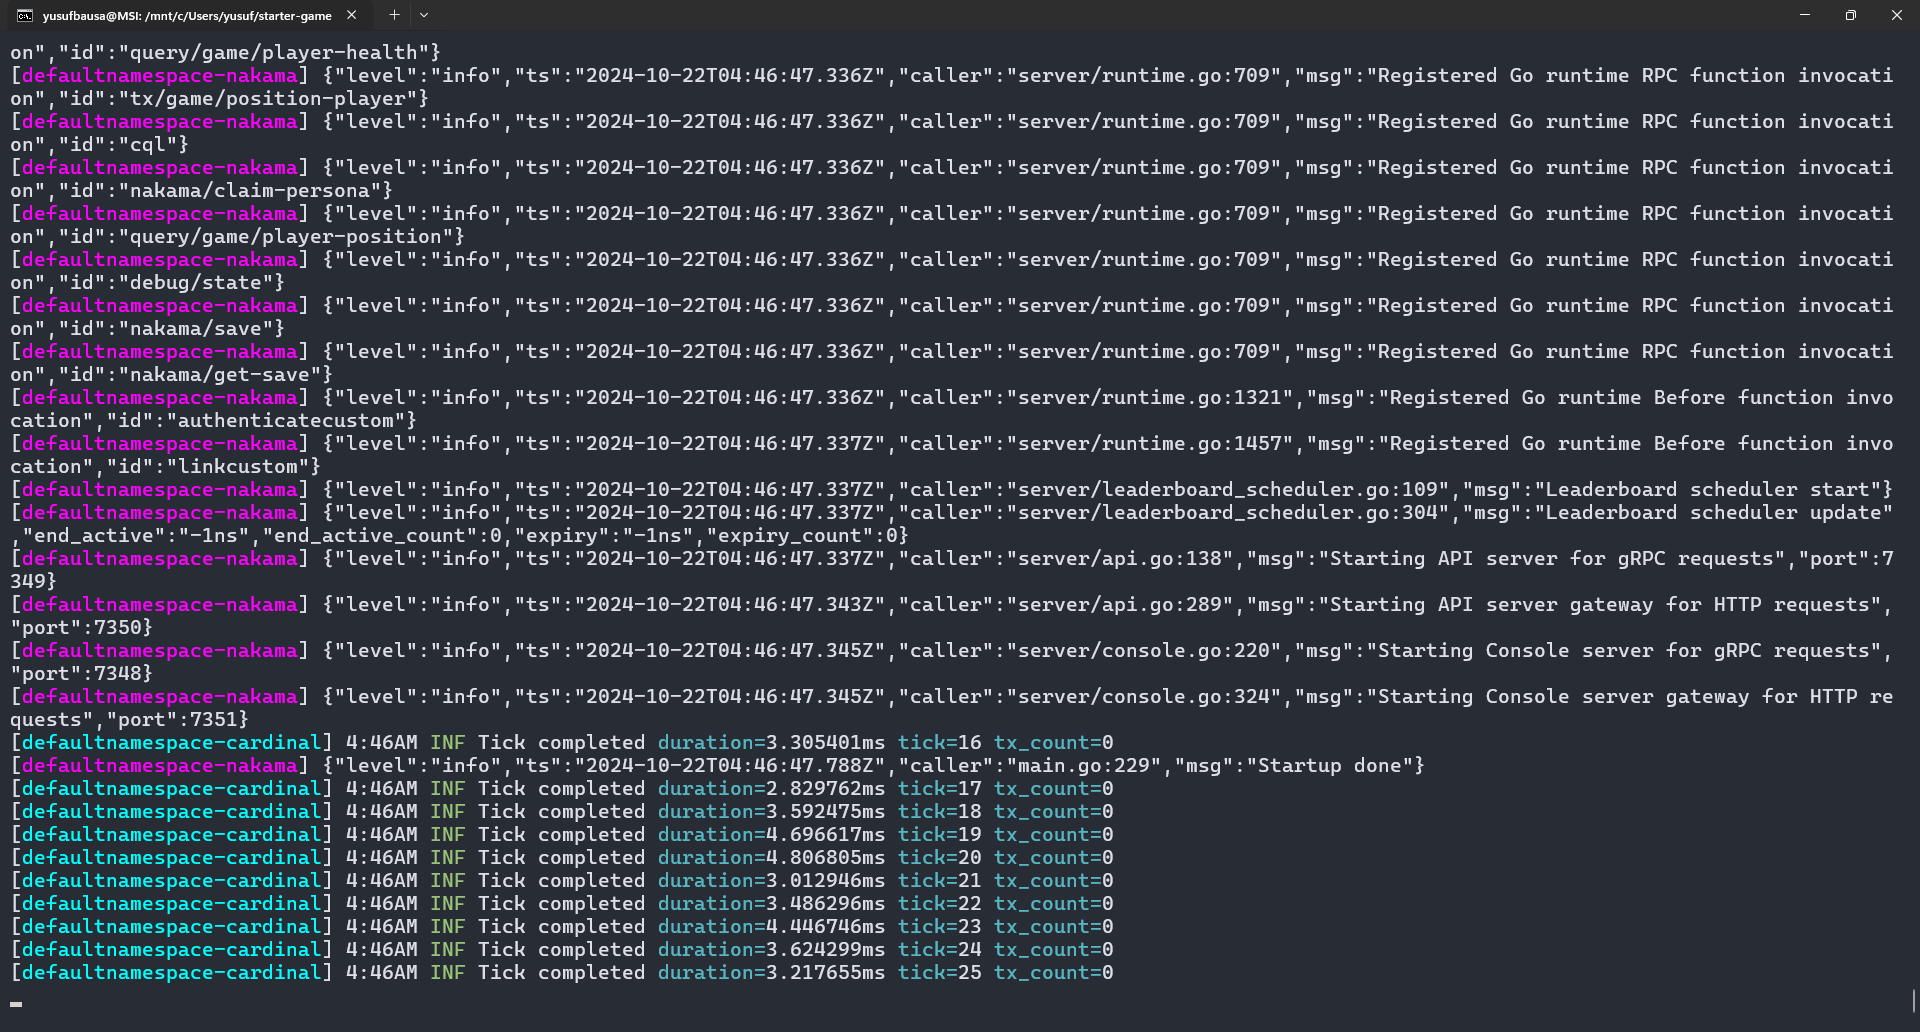 yusufbausa@MSI: /mnt/c/Users/yusuf/starter-game
on","id":"query/game/player-health"}
[defaultnamespace-nakama] {"level":"info","ts":"2024-10-22T04:46:47.336Z","caller":"server/runtime.go:709","msg":"Registered Go runtime RPC function invocati
on","id":"tx/game/position-player"}
[defaultnamespace-nakama] {"level":"info","ts":"2024-10-22T04:46:47.336Z","caller":"server/runtime.go:709","msg":"Registered Go runtime RPC function invocati
on","id":"cql"}
[defaultnamespace-nakama] {"level":"info","ts":"2024-10-22T04:46:47.336Z","caller":"server/runtime.go:709","msg":"Registered Go runtime RPC function invocati
on","id":"nakama/claim-persona"}
[defaultnamespace-nakama] {"level":"info","ts":"2024-10-22T04:46:47.336Z","caller":"server/runtime.go:709","msg":"Registered Go runtime RPC function invocati
on","id":"query/game/player-position"}
[defaultnamespace-nakama] {"level":"info","ts":"2024-10-22T04:46:47.336Z","caller":"server/runtime.go:709","msg":"Registered Go runtime RPC function invocati
on","id":"debug/state"}
[defaultnamespace-nakama] {"level":"info","ts":"2024-10-22T04:46:47.336Z","caller":"server/runtime.go:709","msg":"Registered Go runtime RPC function invocati
on","id":"nakama/save"}
[defaultnamespace-nakama] {"level":"info","ts":"2024-10-22T04:46:47.336Z","caller":"server/runtime.go:709","msg":"Registered Go runtime RPC function invocati
on","id":"nakama/get-save"}
[defaultnamespace-nakama] {"level":"info","ts":"2024-10-22T04:46:47.336Z","caller":"server/runtime.go:1321","msg":"Registered Go runtime Before function invo
cation","id":"authenticatecustom"}
[defaultnamespace-nakama] {"level":"info","ts":"2024-10-22T04:46:47.337Z","caller":"server/runtime.go:1457","msg":"Registered Go runtime Before function invo
cation","id":"linkcustom"}
[defaultnamespace-nakama] {"level":"info","ts":"2024-10-22T04:46:47.337Z","caller":"server/leaderboard_scheduler.go:109","msg":"Leaderboard scheduler start"}
[defaultnamespace-nakama] {"level":"info","ts":"2024-10-22T04:46:47.337Z","caller":"server/leaderboard_scheduler.go:304","msg":"Leaderboard scheduler update"
,"end_active":"-1ns","end_active_count":0,"expiry":"-1ns","expiry_count":0}
[defaultnamespace-nakama] {"level":"info","ts":"2024-10-22T04:46:47.337Z","caller":"server/api.go:138","msg":"Starting API server for gRPC requests","port":7
349}
[defaultnamespace-nakama] {"level":"info","ts":"2024-10-22T04:46:47.343Z","caller":"server/api.go:289","msg":"Starting API server gateway for HTTP requests",
"port":7350}
[defaultnamespace-nakama] {"level":"info","ts":"2024-10-22T04:46:47.345Z","caller":"server/console.go:220","msg":"Starting Console server for gRPC requests",
"port":7348}
[defaultnamespace-nakama] {"level":"info","ts":"2024-10-22T04:46:47.345Z","caller":"server/console.go:324","msg":"Starting Console server gateway for HTTP re
quests","port":7351}
[defaultnamespace-cardinal] 4:46AM INF Tick completed duration=3.305401ms tick=16 tx_count=0
[defaultnamespace-nakama] {"level":"info","ts":"2024-10-22T04:46:47.788Z","caller":"main.go:229","msg":"Startup done"}
[defaultnamespace-cardinal] 4:46AM INF Tick completed duration=2.829762ms tick=17 tx_count=0
[defaultnamespace-cardinal] 4:46AM INF Tick completed duration=3.592475ms tick=18 tx_count=0
[defaultnamespace-cardinal] 4:46AM INF Tick completed duration=4.696617ms tick=19 tx_count=0
[defaultnamespace-cardinal] 4:46AM INF Tick completed duration=4.806805ms tick=20 tx_count=0
[defaultnamespace-cardinal] 4:46AM INF Tick completed duration=3.012946ms tick=21 tx_count=0
[defaultnamespace-cardinal] 4:46AM INF Tick completed duration=3.486296ms tick=22 tx_count=0
[defaultnamespace-cardinal] 4:46AM INF Tick completed duration=4.446746ms tick=23 tx_count=0
[defaultnamespace-cardinal] 4:46AM INF Tick completed duration=3.624299ms tick=24 tx_count=0
[defaultnamespace-cardinal] 4:46AM INF Tick completed duration=3.217655ms tick=25 tx_count=0